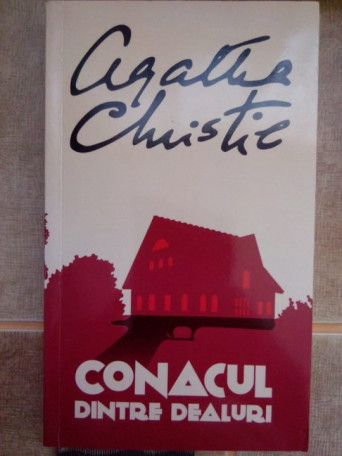 Agatha
Christie
CONACUL
DINTRE DEALURI